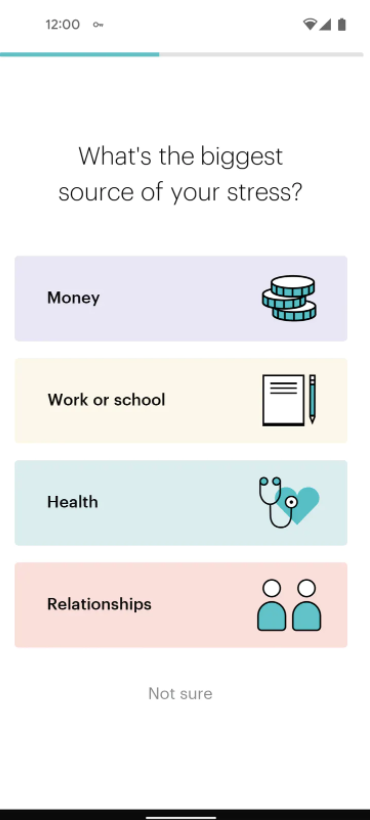 12:00
What's the biggest
source of your stress?
Money
Work or school
Health
Relationships
Not sure